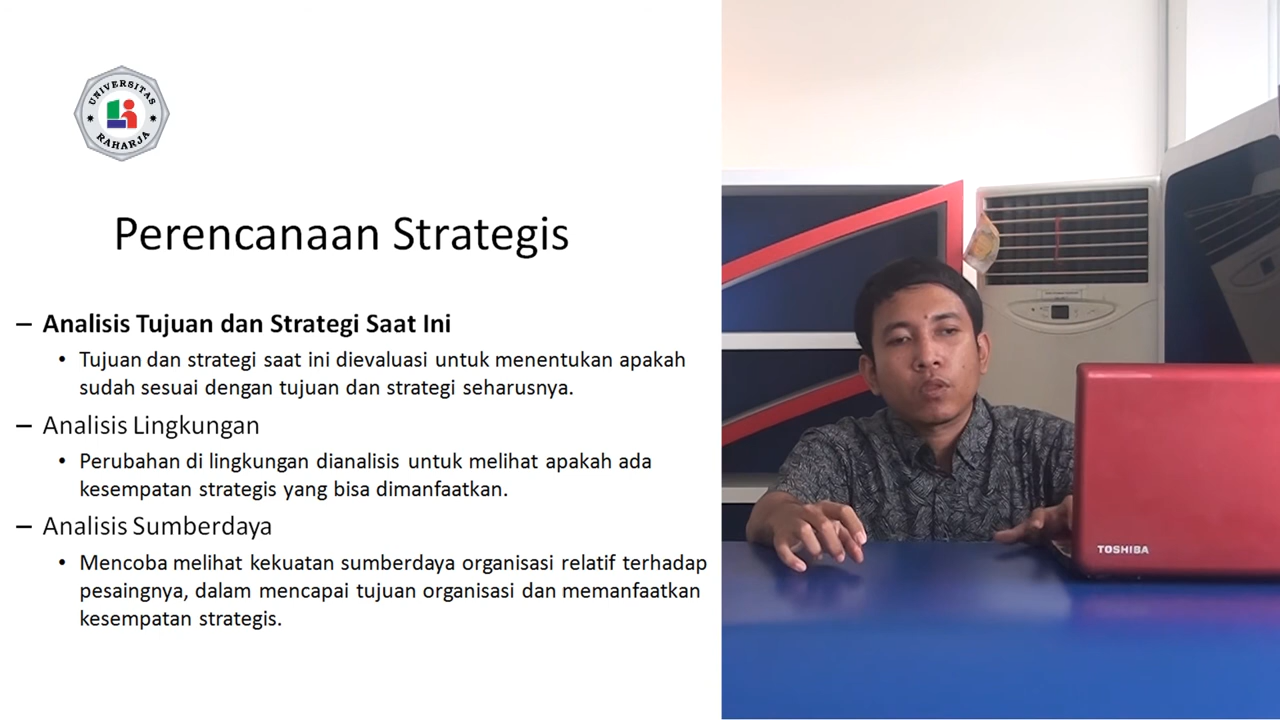 UNIVERSITAS
RAHARJA
Perencanaan Strategis
– Analisis Tujuan dan Strategi Saat Ini
• Tujuan dan strategi saat ini dievaluasi untuk menentukan apakah
sudah sesuai dengan tujuan dan strategi seharusnya.
– Analisis Lingkungan
• Perubahan di lingkungan dianalisis untuk melihat apakah ada
kesempatan strategis yang bisa dimanfaatkan.
– Analisis Sumberdaya
• Mencoba melihat kekuatan sumberdaya organisasi relatif terhadap
pesaingnya, dalam mencapai tujuan organisasi dan memanfaatkan
kesempatan strategis.
TOSHIBA